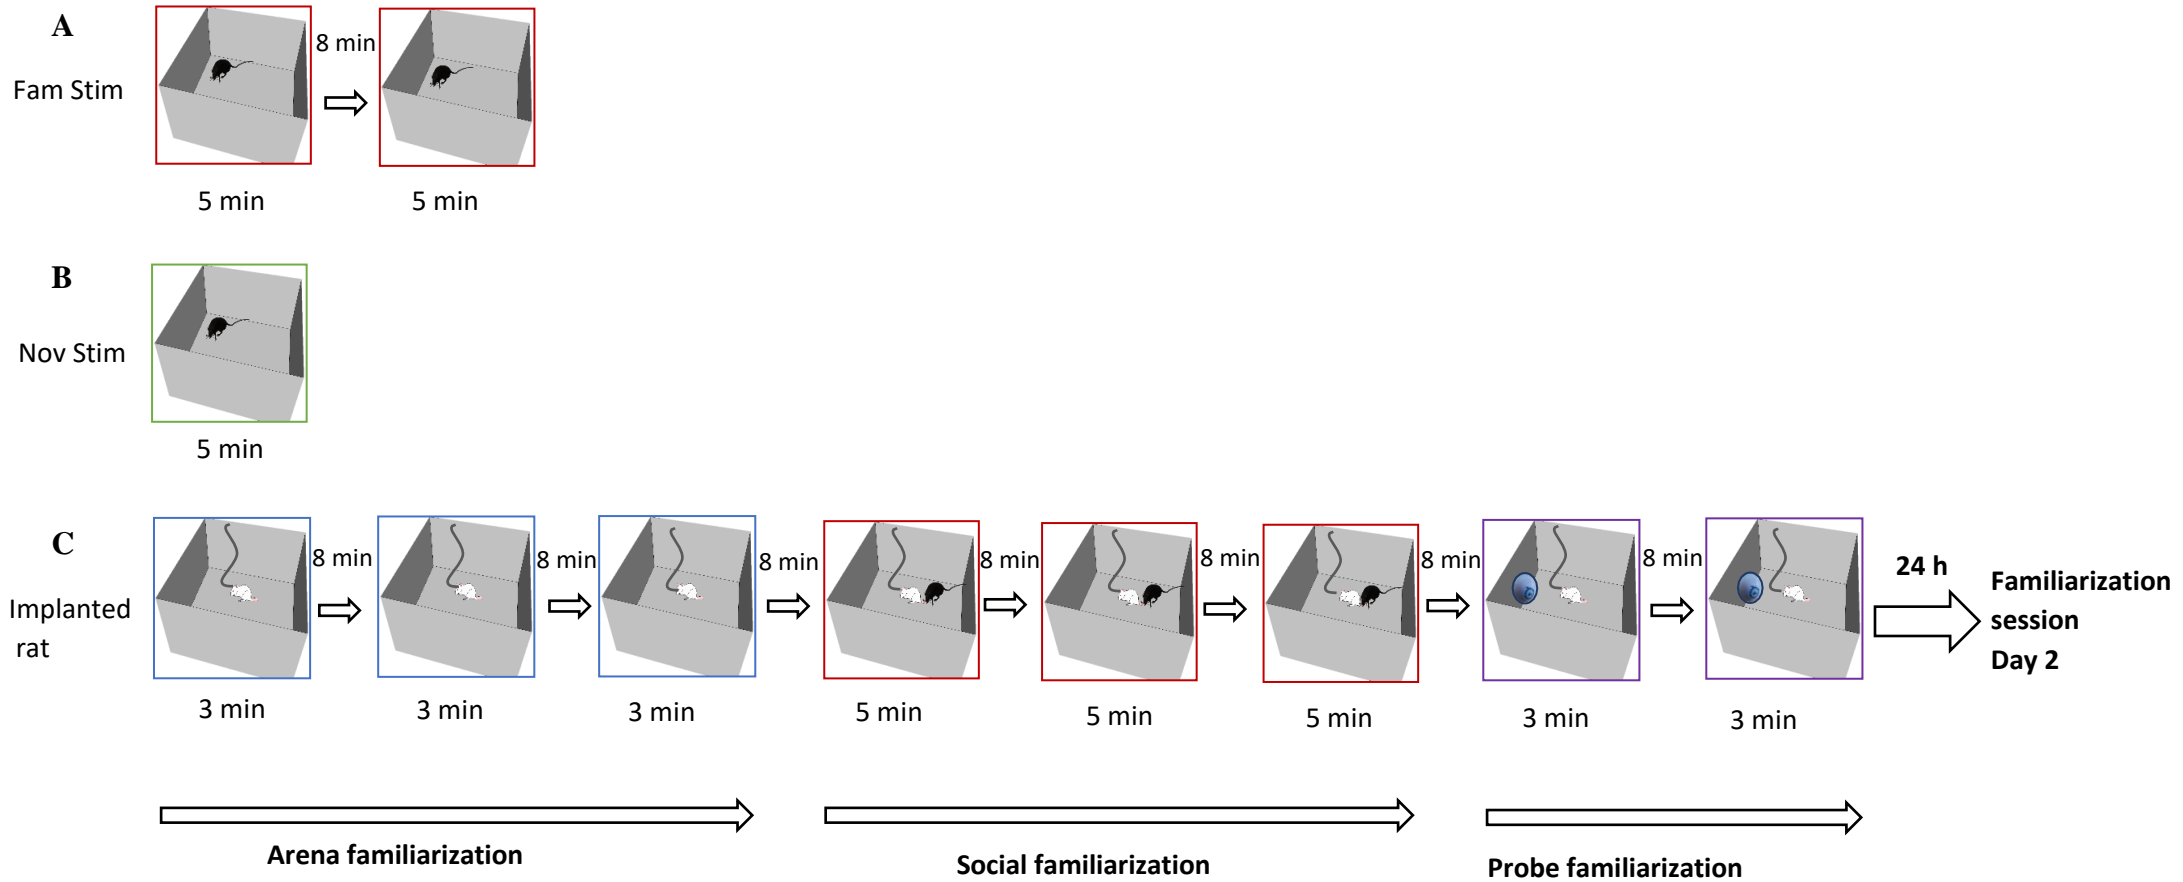 A
Fam Stim
8 min
5 min
5 min
B
Nov Stim
5 min
C
Implanted
rat
8 min
8 min
8 min
8 min
8 min
8 min
8 min
24 h
Familiarization
session
Day 2
3 min
3 min
3 min
5 min
5 min
5 min
3 min
3 min
Arena familiarization
Social familiarization
Probe familiarization